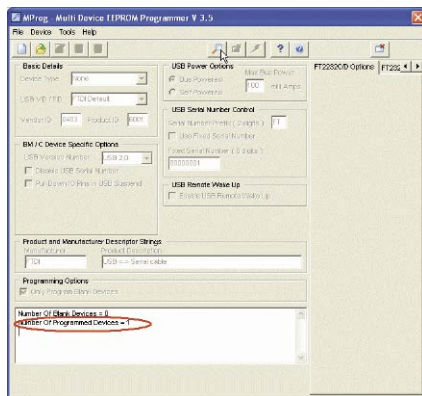 MPreg - Multi Device EEPROM Programmer V 3.5
File Device Tools Help
Basic Details
Device Type None
USB VID / PID FTDI Default
Vendor ID 0403 Product ID 6001
BM / C Device Specific Options
USB Version Number USB 2.0
Disable USB Serial Number
Pull Down IO Pins in USB Suspend
USB Power Options
Bus Powered
Self Powered
Max Bus Power
100 milli Amps
USB Serial Number Control
Serial Number Prefix ( 2 digits ) FT
Use Fixed Serial Number
Fixed Serial Number ( 8 digits )
00000001
USB Remote Wake Up
Enable USB Remote Wake Up
FT2232C/D Options FT232
Product and Manufacturer Descriptor Strings
Manufacturer Product Description
FTDI USB <-> Serial cable
Programming Options
Only Program Blank Devices
Number Of Blank Devices = 0
Number Of Programmed Devices = 1